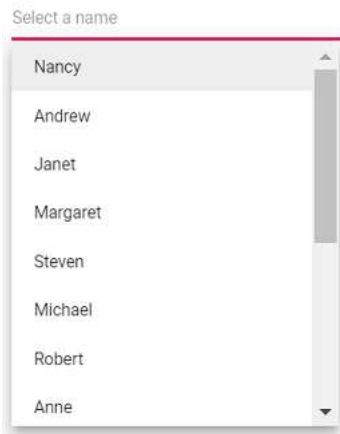 Select a name
Nancy
Andrew
Janet
Margaret
Steven
Michael
Robert
Anne